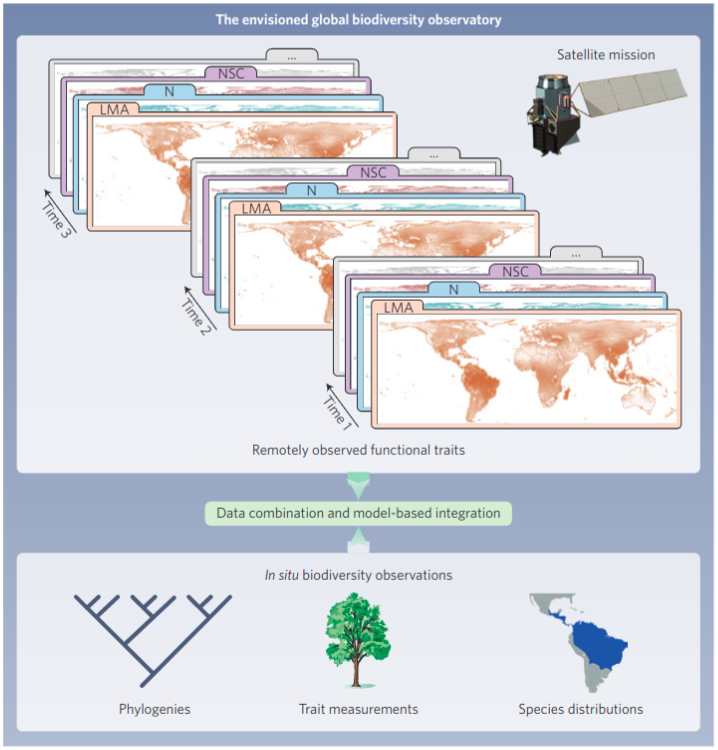 The envisioned global biodiversity observatory
Satellite mission
...
NSC
N
LMA
Time 3
...
NSC
N
LMA
Time 2
...
NSC
N
LMA
Time 1
Remotely observed functional traits
Data combination and model-based integration
In situ biodiversity observations
Phylogenies
Trait measurements
Species distributions